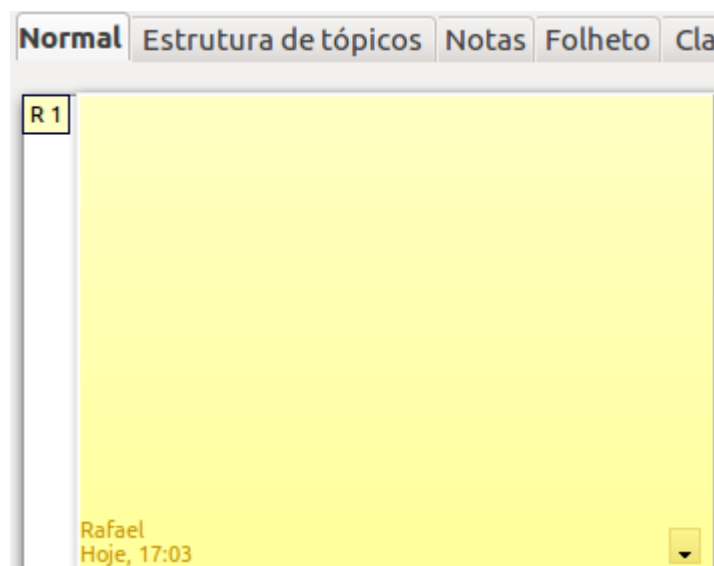 Normal Estrutura de tópicos Notas Folheto Cla
R 1
Rafael
Hoje, 17:03